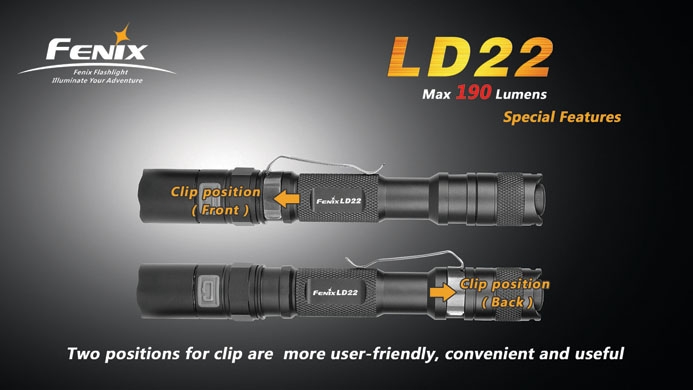 FENIX
Fenix Flashlight
Illuminate Your Adventure
LD22
Max 190 Lumens
Special Features
Clip position
( Front )
FENIX LD22
FENIX LD22
Clip position
( Back )
Two positions for clip are more user-friendly, convenient and useful